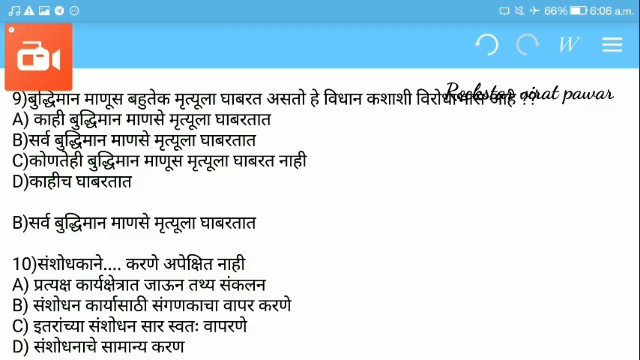 66% 6:06 a.m.
W
Rockstar virat pawar
9)बुद्धिमान माणूस बहुतेक मृत्यूला घाबरत असतो हे विधान कशाशी विरोधाभास आहे ??
A) काही बुद्धिमान माणसे मृत्यूला घाबरतात
B)सर्व बुद्धिमान माणसे मृत्यूला घाबरतात
C)कोणतेही बुद्धिमान माणूस मृत्यूला घाबरत नाही
D)काहीच घाबरतात
B)सर्व बुद्धिमान माणसे मृत्यूला घाबरतात
10)संशोधकाने.... करणे अपेक्षित नाही
A) प्रत्यक्ष कार्यक्षेत्रात जाऊन तथ्य संकलन
B) संशोधन कार्यासाठी संगणकाचा वापर करणे
C) इतरांच्या संशोधन सार स्वतः वापरणे
D) संशोधनाचे सामान्य करण